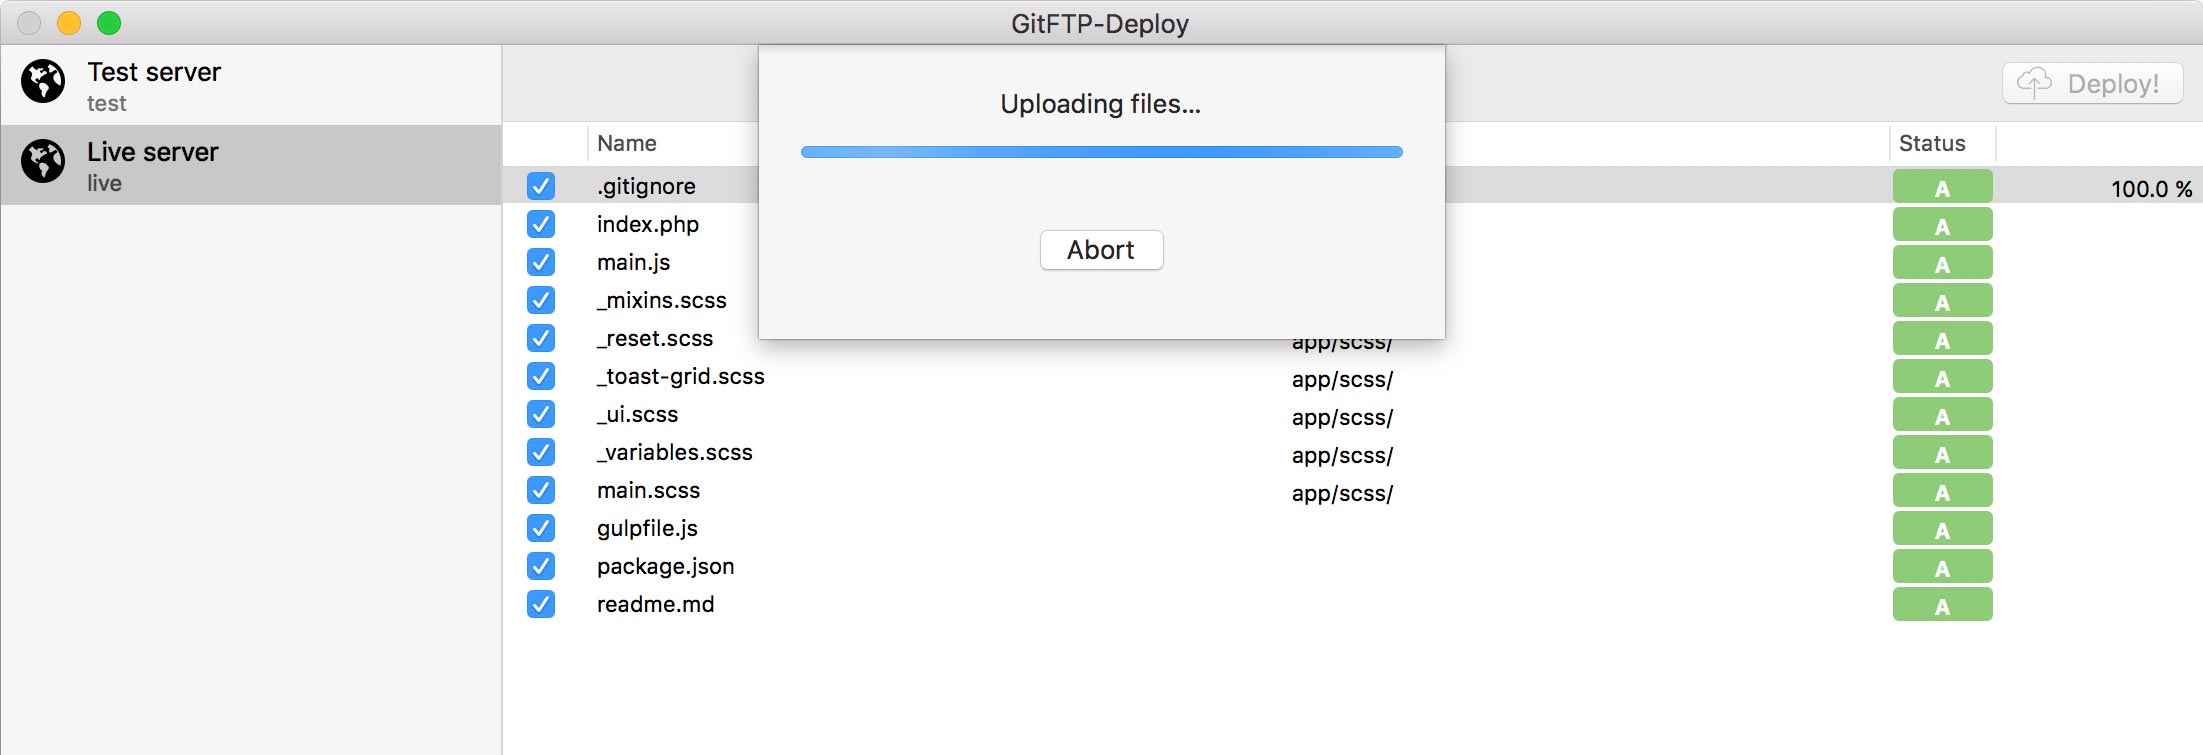 GitFTP-Deploy
Test server
test
Live server
live
Deploy!
Uploading files...
Abort
Name
Status
.gitignore
A
100.0 %
index.php
A
main.js
A
_mixins.scss
A
_reset.scss
app/scss/
A
_toast-grid.scss
app/scss/
A
_ui.scss
app/scss/
A
_variables.scss
app/scss/
A
main.scss
app/scss/
A
gulpfile.js
A
package.json
A
readme.md
A